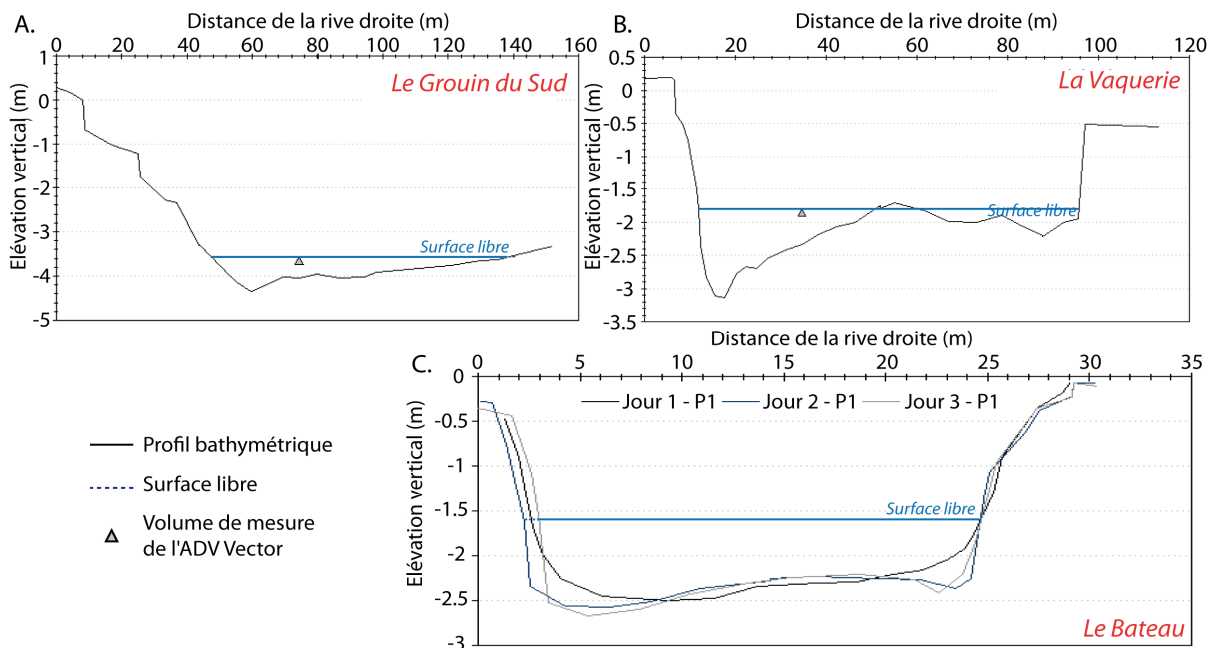 Distance de la rive droite (m)
A.
0 20 40 60 80 100 120 140 160
1
0
-1
-2
-3
-4
-5
Elévation vertical (m)
Le Grouin du Sud
Surface libre
Distance de la rive droite (m)
B.
0 20 40 60 80 100 120
0.5
0
-0.5
-1
-1.5
-2
-2.5
-3
-3.5
Elévation vertical (m)
La Vaquerie
Surface libre
Distance de la rive droite (m)
C.
0 5 10 15 20 25 30 35
0
-0.5
-1
-1.5
-2
-2.5
-3
Elévation vertical (m)
Jour 1 - P1 Jour 2 - P1 Jour 3 - P1
Surface libre
Le Bateau
Profil bathymétrique
Surface libre
Volume de mesure
de l'ADV Vector